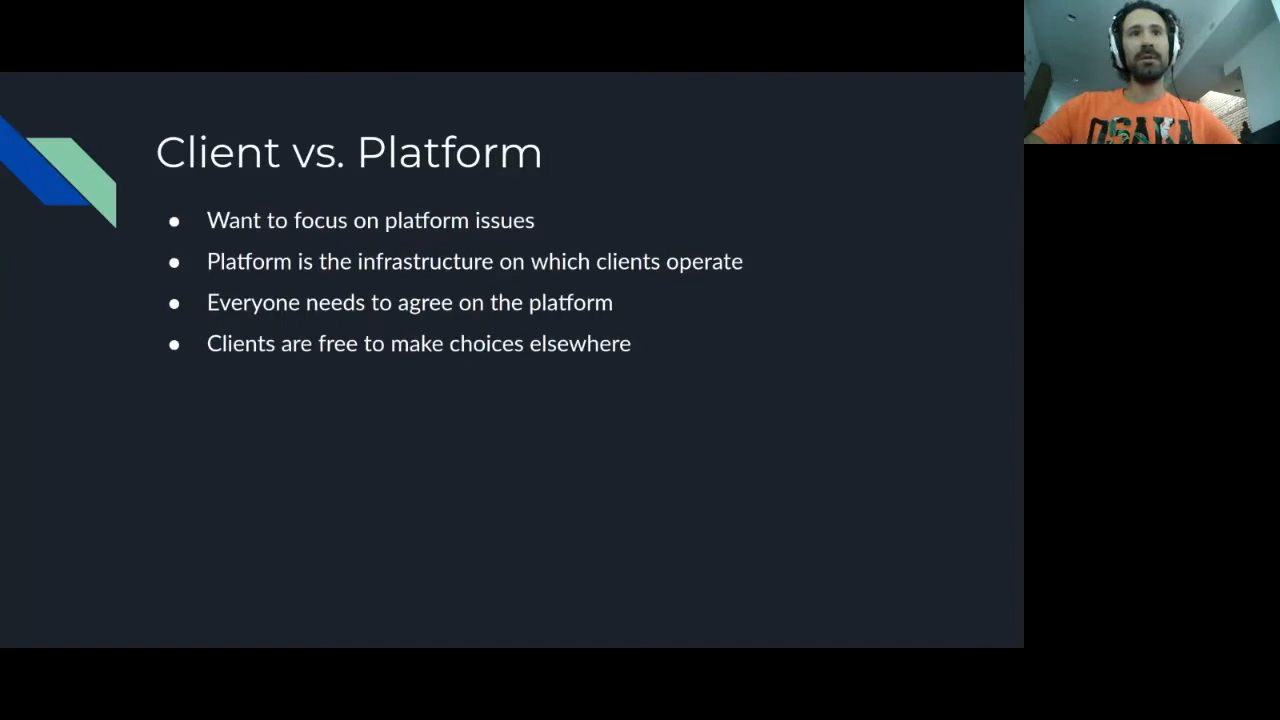 Client vs. Platform
● Want to focus on platform issues
● Platform is the infrastructure on which clients operate
● Everyone needs to agree on the platform
● Clients are free to make choices elsewhere
OSAKA